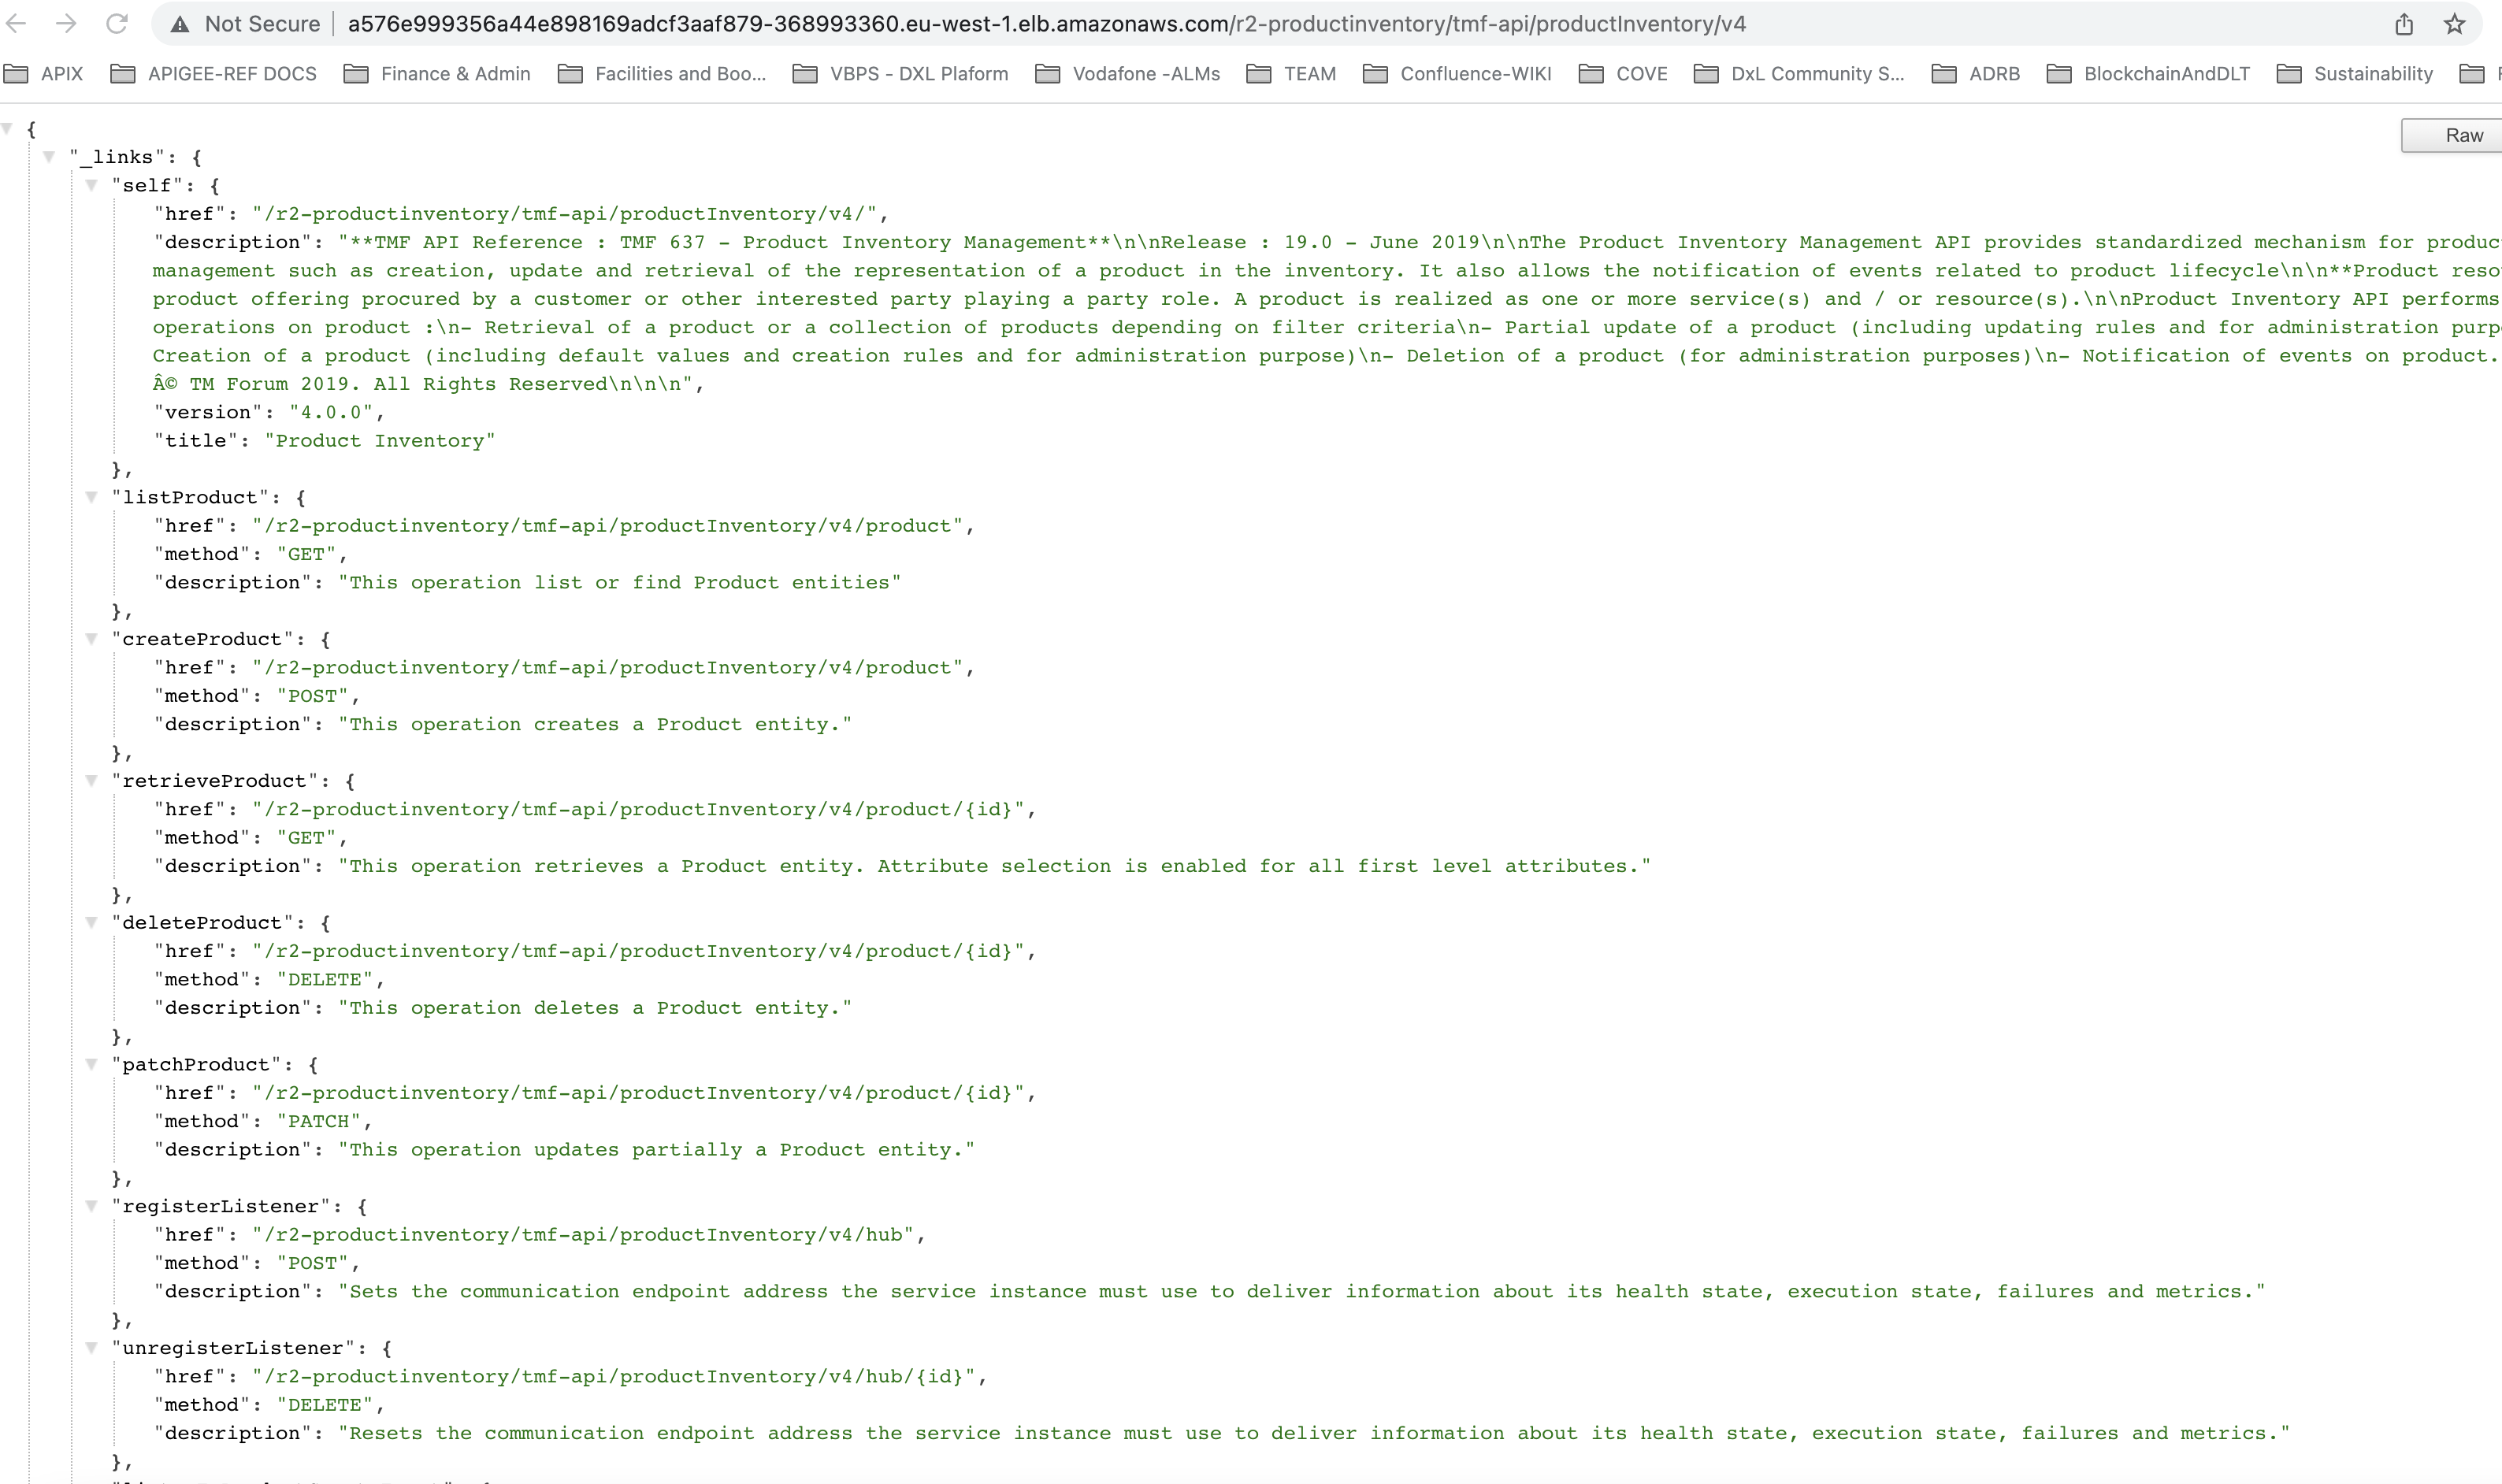 Not Secure a576e999356a44e898169adcf3aaf879-368993360.eu-west-1.elb.amazonaws.com/r2-productinventory/tmf-api/productInventory/v4
APIX APIGEE-REF DOCS Finance & Admin Facilities and Boo... VBPS - DXL Plaform Vodafone -ALMs TEAM Confluence-WIKI COVE DxL Community S... ADRB BlockchainAndDLT Sustainability
{
Raw
"_links": {
"self": {
"href": "/r2-productinventory/tmf-api/productInventory/v4/",
"description": "**TMF API Reference : TMF 637 - Product Inventory Management**\n\nRelease : 19.0 - June 2019\n\nThe Product Inventory Management API provides standardized mechanism for produc
management such as creation, update and retrieval of the representation of a product in the inventory. It also allows the notification of events related to product lifecycle\n\n**Product reso
product offering procured by a customer or other interested party playing a party role. A product is realized as one or more service(s) and / or resource(s).\n\nProduct Inventory API performs
operations on product :\n- Retrieval of a product or a collection of products depending on filter criteria\n- Partial update of a product (including updating rules and for administration purp
Creation of a product (including default values and creation rules and for administration purpose)\n- Deletion of a product (for administration purposes)\n- Notification of events on product.
Â© TM Forum 2019. All Rights Reserved\n\n\n",
"version": "4.0.0",
"title": "Product Inventory"
},
"listProduct": {
"href": "/r2-productinventory/tmf-api/productInventory/v4/product",
"method": "GET",
"description": "This operation list or find Product entities"
},
"createProduct": {
"href": "/r2-productinventory/tmf-api/productInventory/v4/product",
"method": "POST",
"description": "This operation creates a Product entity."
},
"retrieveProduct": {
"href": "/r2-productinventory/tmf-api/productInventory/v4/product/{id}",
"method": "GET",
"description": "This operation retrieves a Product entity. Attribute selection is enabled for all first level attributes."
},
"deleteProduct": {
"href": "/r2-productinventory/tmf-api/productInventory/v4/product/{id}",
"method": "DELETE",
"description": "This operation deletes a Product entity."
},
"patchProduct": {
"href": "/r2-productinventory/tmf-api/productInventory/v4/product/{id}",
"method": "PATCH",
"description": "This operation updates partially a Product entity."
},
"registerListener": {
"href": "/r2-productinventory/tmf-api/productInventory/v4/hub",
"method": "POST",
"description": "Sets the communication endpoint address the service instance must use to deliver information about its health state, execution state, failures and metrics."
},
"unregisterListener": {
"href": "/r2-productinventory/tmf-api/productInventory/v4/hub/{id}",
"method": "DELETE",
"description": "Resets the communication endpoint address the service instance must use to deliver information about its health state, execution state, failures and metrics."
},